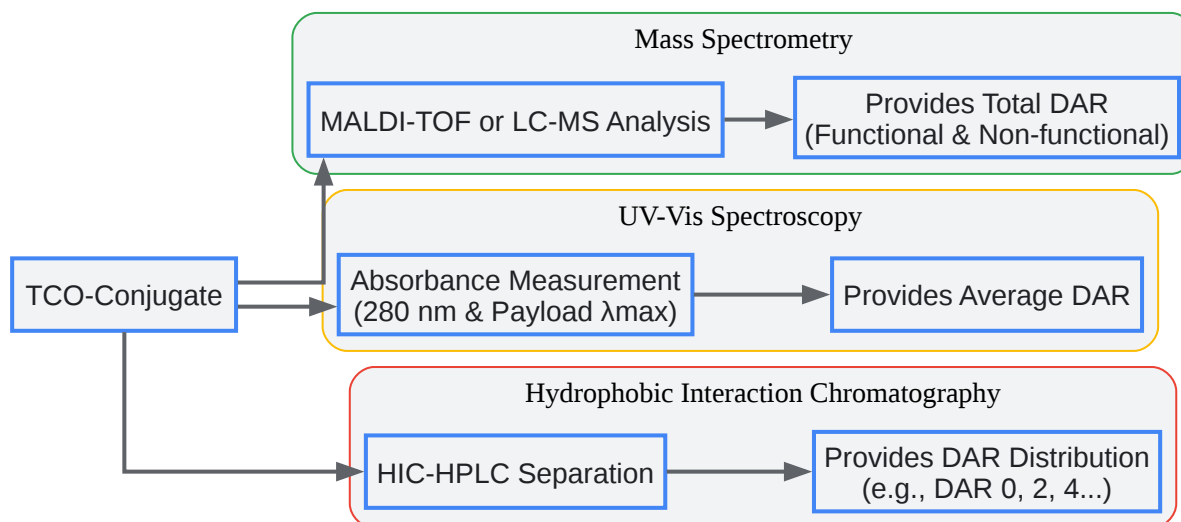 Mass Spectrometry
MALDI-TOF or LC-MS Analysis
Provides Total DAR
(Functional & Non-functional)
UV-Vis Spectroscopy
TCO-Conjugate
Absorbance Measurement
(280 nm & Payload λmax)
Provides Average DAR
Hydrophobic Interaction Chromatography
HIC-HPLC Separation
Provides DAR Distribution
(e.g., DAR 0, 2, 4...)